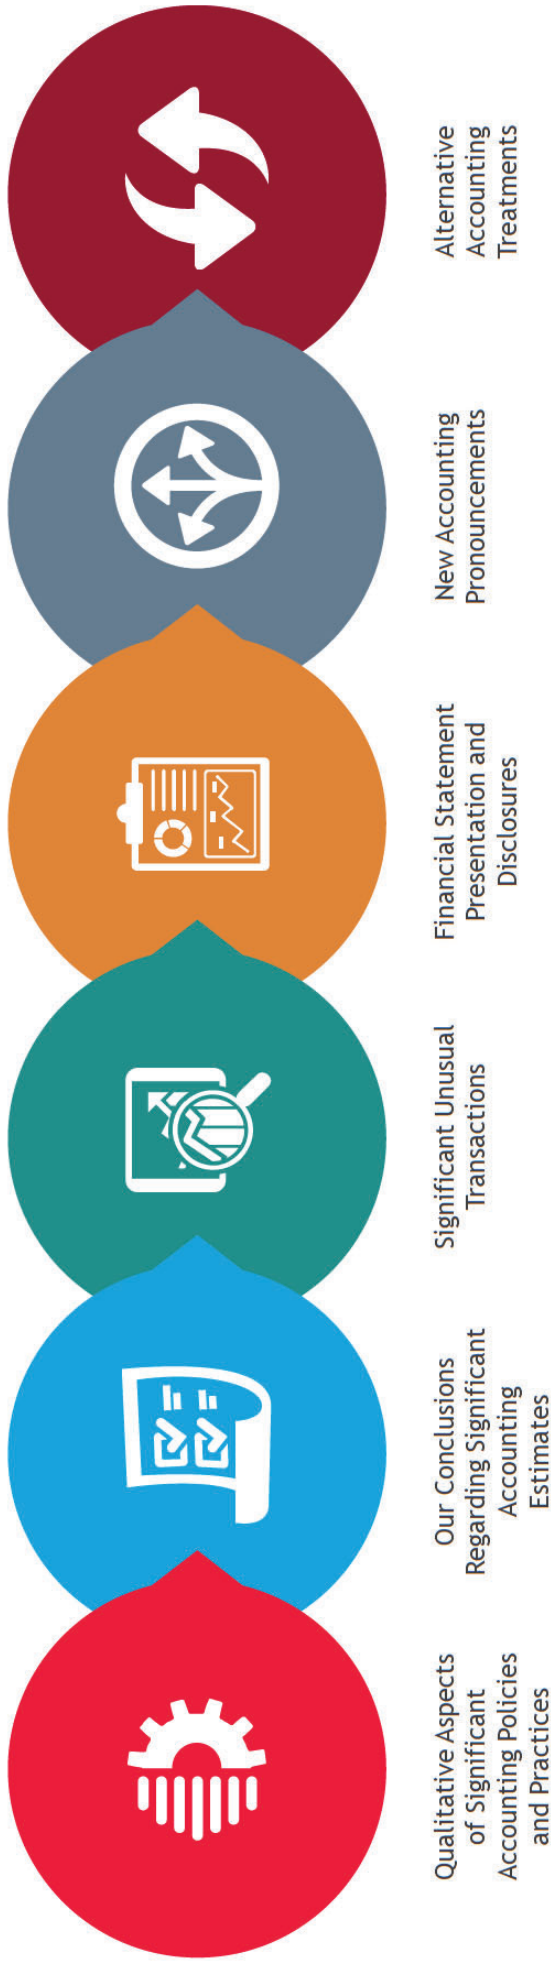 Qualitative Aspects
of Significant
Accounting Policies
and Practices
Our Conclusions
Regarding Significant
Accounting
Estimates
Significant Unusual
Transactions
Financial Statement
Presentation and
Disclosures
New Accounting
Pronouncements
Alternative
Accounting
Treatments